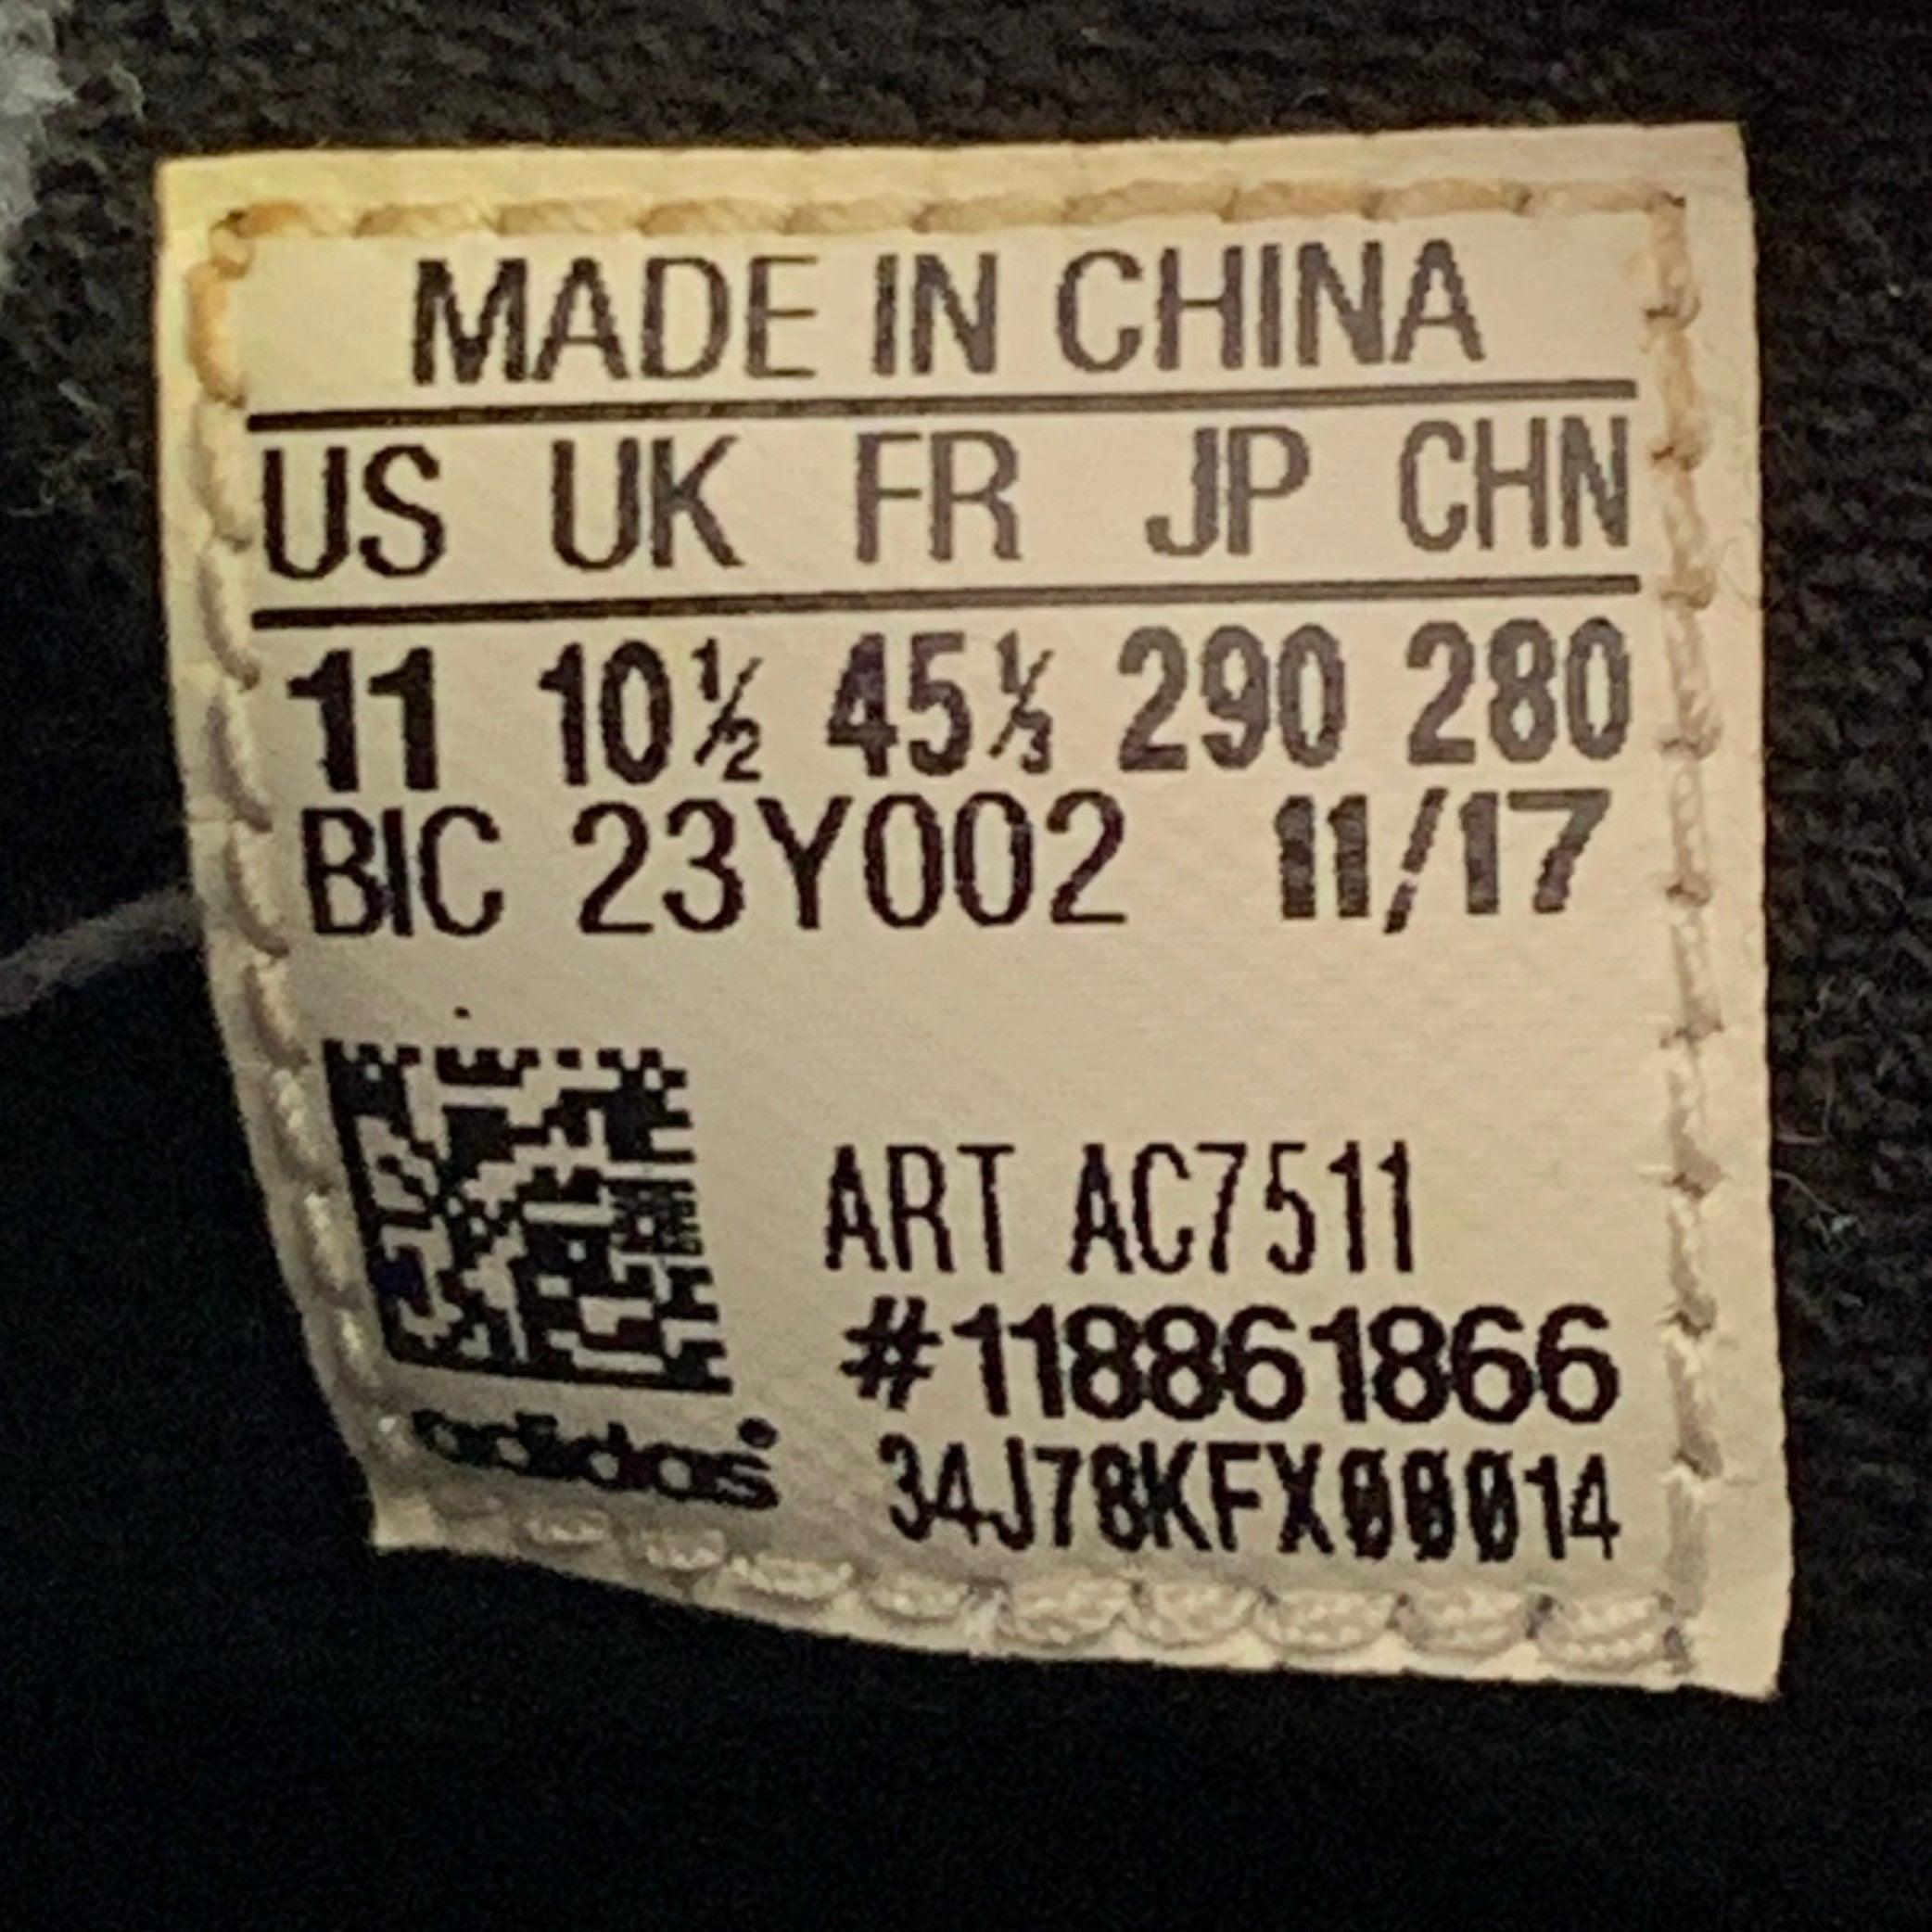 MADE IN CHINA
US UK FR JP CHN
11 10½ 45⅓ 290 280
BIC 23Y002 11/17
ART AC7511
#118861866
adidas®
34J78KFX00014